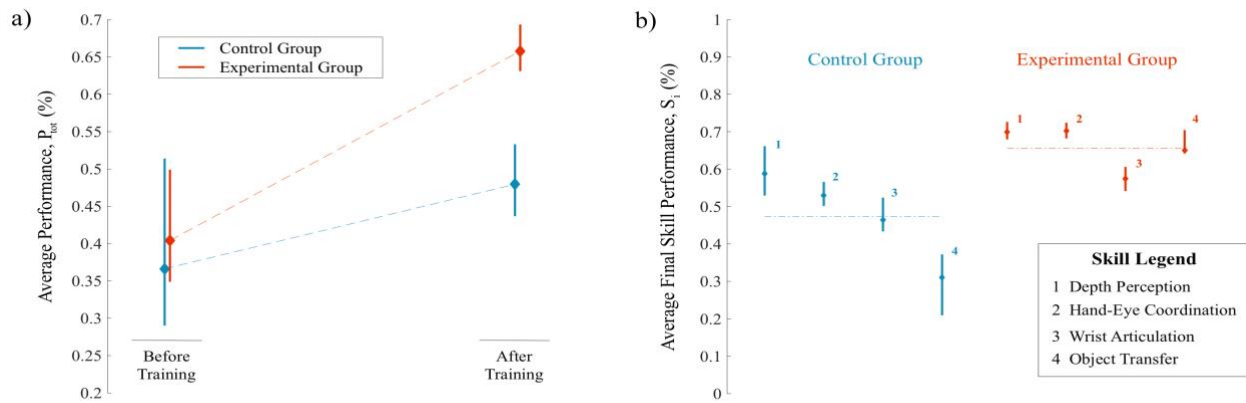 a)
Average Performance, Ptot (%)
0.7
0.65
0.6
0.55
0.5
0.45
0.4
0.35
0.3
0.25
0.2
Control Group
Experimental Group
Before
Training
After
Training
b)
Average Final Skill Performance, Si (%)
1
0.9
0.8
0.7
0.6
0.5
0.4
0.3
0.2
0.1
0
Control Group
Experimental Group
1
2
3
4
1
2
3
4
Skill Legend
1 Depth Perception
2 Hand-Eye Coordination
3 Wrist Articulation
4 Object Transfer